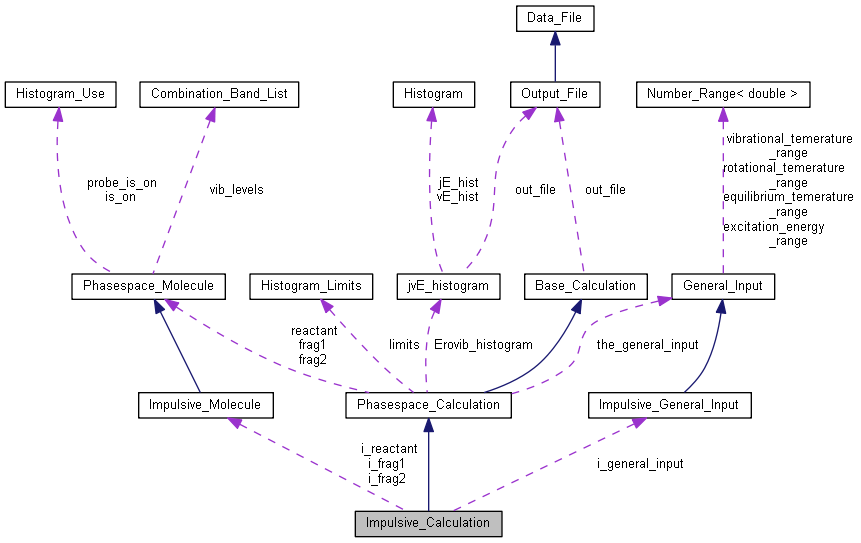 Data_File
Histogram_Use
Combination_Band_List
Histogram
Output_File
Number_Range< double >
vibrational_temerature
_range
rotational_temerature
_range
equilibrium_temerature
_range
excitation_energy
_range
probe_is_on
is_on
vib_levels
jE_hist
vE_hist
out_file
out_file
Phasespace_Molecule
Histogram_Limits
jvE_histogram
Base_Calculation
General_Input
reactant
frag1
frag2
limits
Erovib_histogram
the_general_input
Impulsive_Molecule
Phasespace_Calculation
Impulsive_General_Input
i_reactant
i_frag1
i_frag2
i_general_input
Impulsive_Calculation